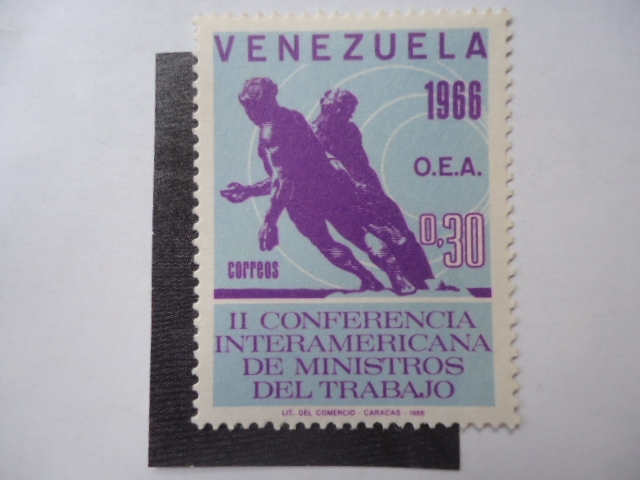 VENEZUELA
1966
O.E.A.
0,30
correos
II CONFERENCIA
INTERAMERICANA
DE MINISTROS
DEL TRABAJO
LIT. DEL COMERCIO - CARACAS - 1966